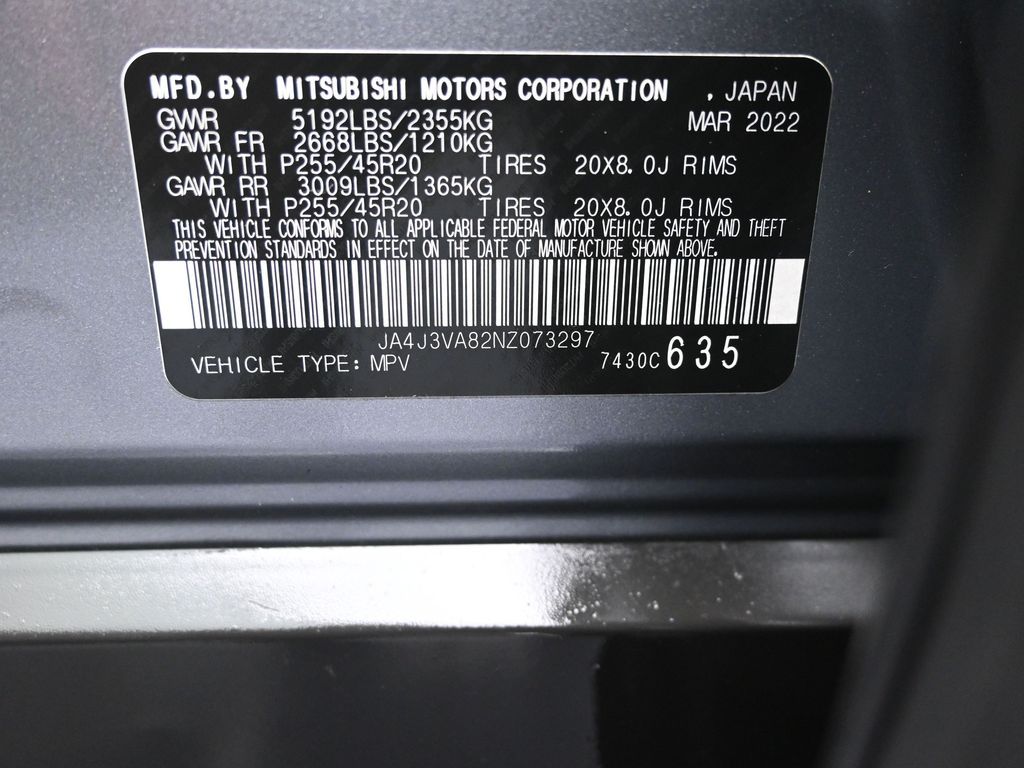 MFD.BY MITSUBISHI MOTORS CORPORATION , JAPAN
GVWR 5192LBS/2355KG MAR 2022
GAWR FR 2668LBS/1210KG
WITH P255/45R20 TIRES 20X8.0J RIMS
GAWR RR 3009LBS/1365KG
WITH P255/45R20 TIRES 20X8.0J RIMS
THIS VEHICLE CONFORMS TO ALL APPLICABLE FEDERAL MOTOR VEHICLE SAFETY AND THEFT
PREVENTION STANDARDS IN EFFECT ON THE DATE OF MANUFACTURE SHOWN ABOVE.
JA4J3VA82NZ073297
VEHICLE TYPE: MPV 7430C 635